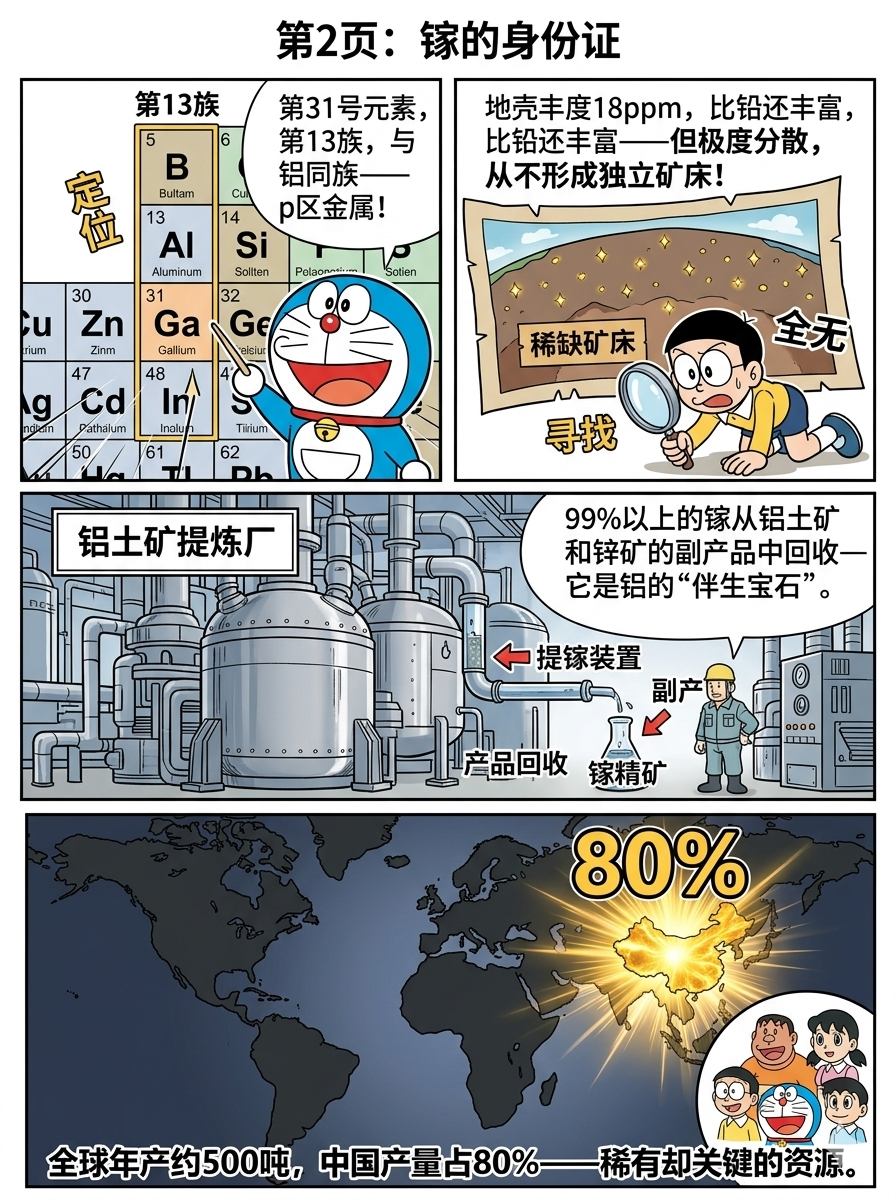 第2页：镓的身份证
第13族
第31号元素，
第13族，与
铝同族——
p区金属！
定位
5
B
Bultam
6
13
Al
Aluminum
14
Si
Sollten
Sotien
30
Zn
Zinm
31
Ga
Gallium
32
Ge
47
Cd
Pathalum
48
In
Inalum
Tiirium
50
61
62
地壳丰度18ppm，比铅还丰富，
比铅还丰富——但极度分散，
从不形成独立矿床！
稀缺矿床
全无
寻找
铝土矿提炼厂
99%以上的镓从铝土矿
和锌矿的副产品中回收—
它是铝的“伴生宝石”。
提镓装置
副产
产品回收
镓精矿
80%
全球年产约500吨，中国产量占80%——稀有却关键的资源。